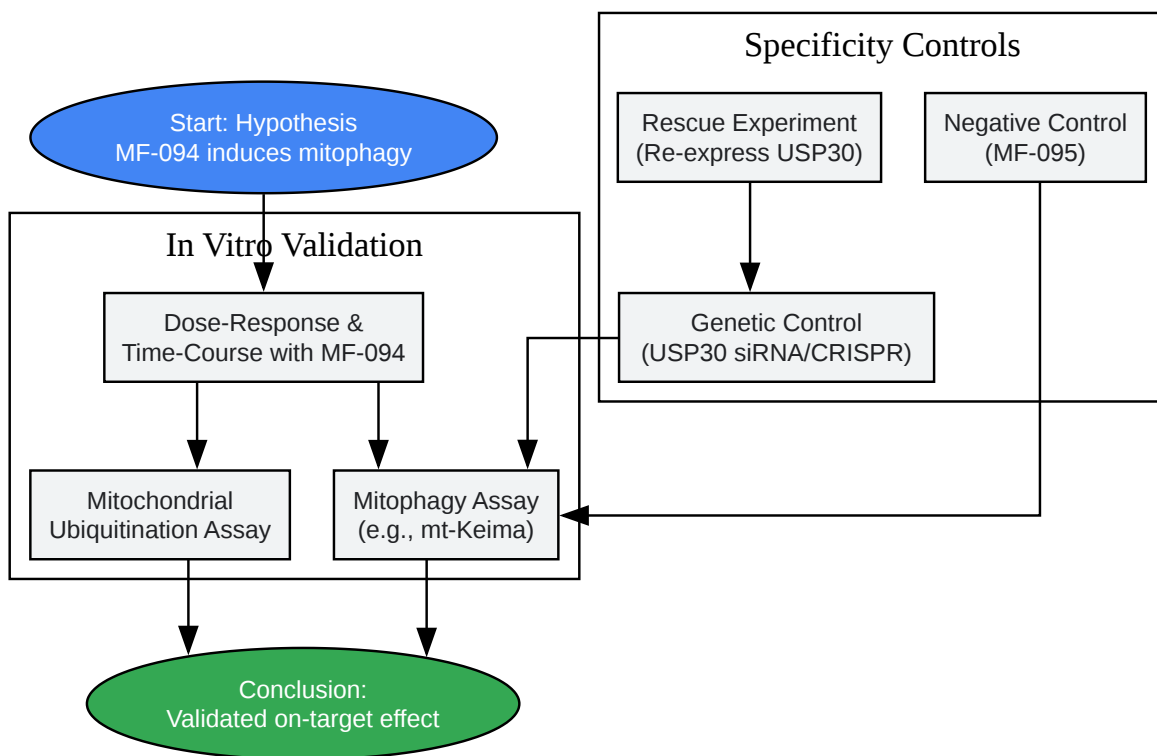 Specificity Controls
Start: Hypothesis
MF-094 induces mitophagy
Rescue Experiment
(Re-express USP30)
Negative Control
(MF-095)
In Vitro Validation
Dose-Response &
Time-Course with MF-094
Genetic Control
(USP30 siRNA/CRISPR)
Mitochondrial
Ubiquitination Assay
Mitophagy Assay
(e.g., mt-Keima)
Conclusion:
Validated on-target effect